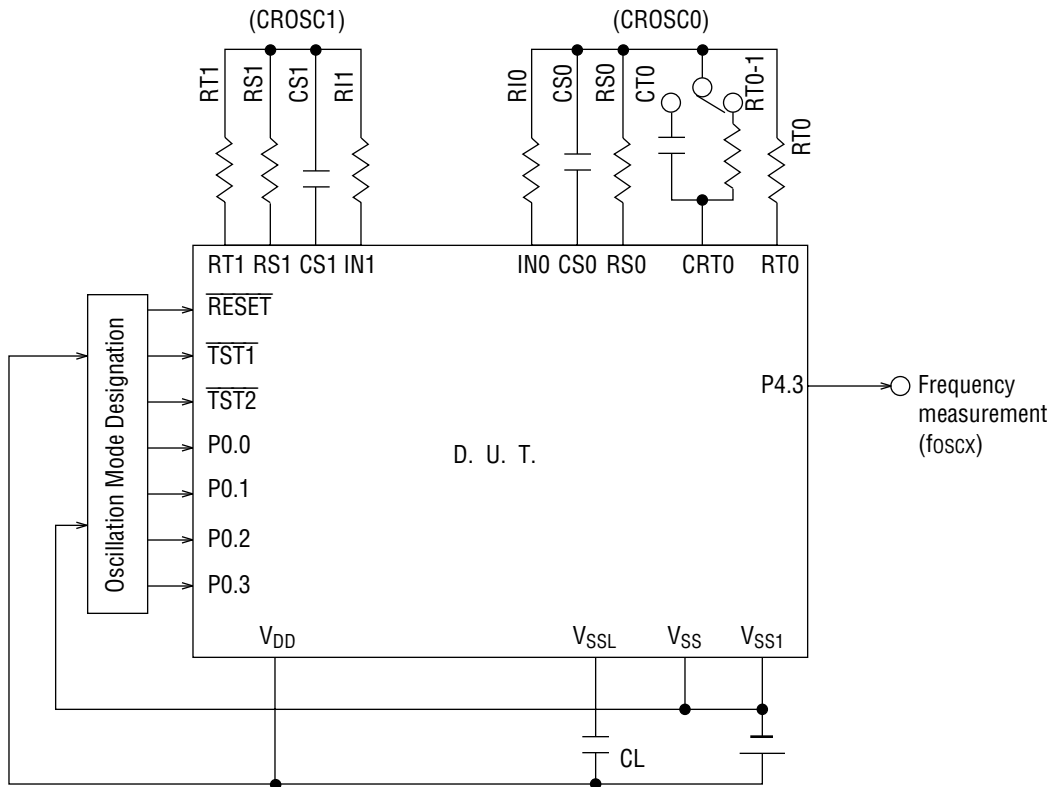 (CROSC1)
(CROSC0)
RT1
RS1
CS1
RI1
RI0
CS0
RS0
CT0
RT0-1
RT0
RT1 RS1 CS1 IN1
IN0 CS0 RS0 CRT0 RT0
Oscillation Mode Designation
RESET
TST1
TST2
P0.0
P0.1
P0.2
P0.3
D. U. T.
P4.3
Frequency
measurement
(foscx)
VDD
VSSL
VSS
VSS1
CL